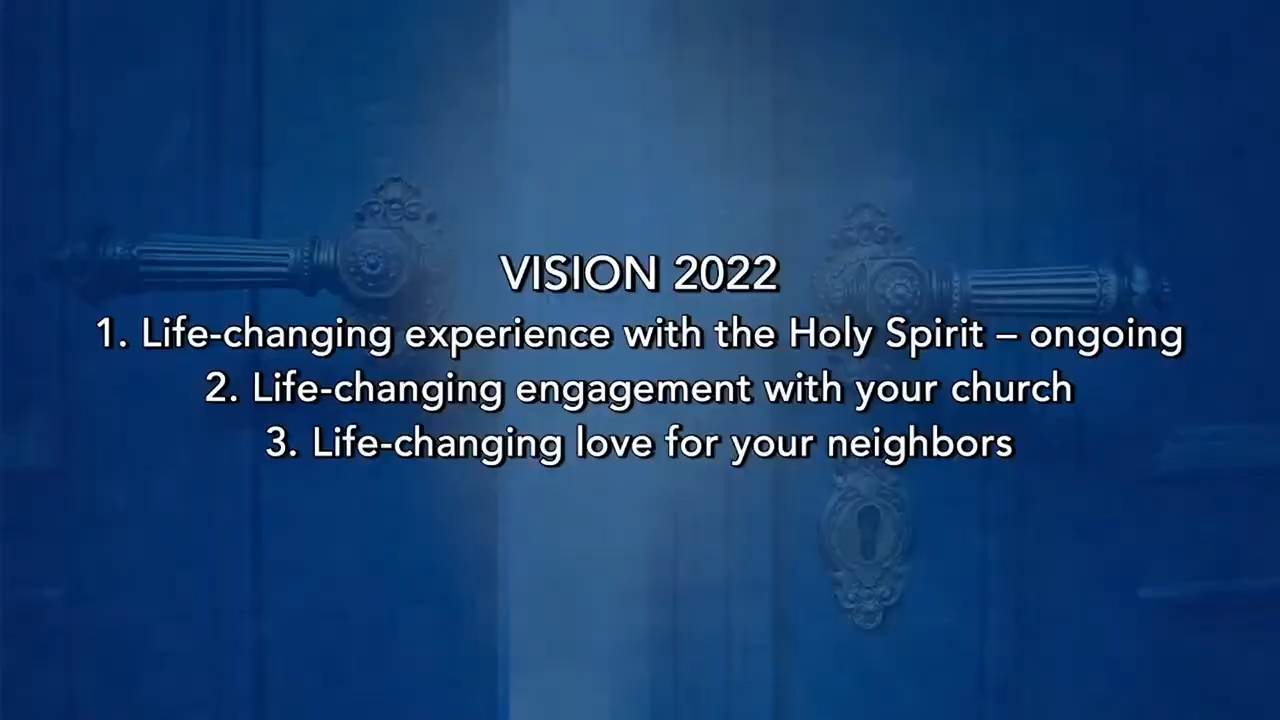 VISION 2022
1. Life-changing experience with the Holy Spirit – ongoing
2. Life-changing engagement with your church
3. Life-changing love for your neighbors